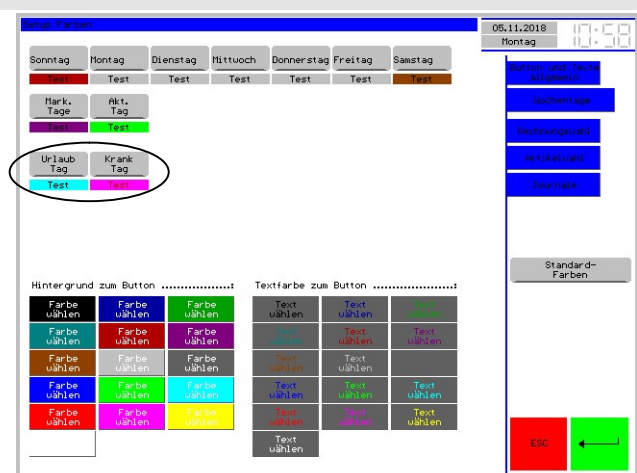 Setup Farben
05.11.2018 10:58
Montag
Sonntag Montag Dienstag Mittwoch Donnerstag Freitag Samstag
Test Test Test Test Test Test Test
Mark. Tage
Akt. Tag
Test Test
Urlaub Tag
Krank Tag
Test Test
Button und Texte
Allgemein
Wochentage
Rechnungswahl
Artikelwahl
Journale
Standard-
Farben
Hintergrund zum Button ..................:
Farbe wählen Farbe wählen Farbe wählen
Farbe wählen Farbe wählen Farbe wählen
Farbe wählen Farbe wählen Farbe wählen
Farbe wählen Farbe wählen Farbe wählen
Farbe wählen Farbe wählen Farbe wählen
Textfarbe zum Button ..................:
Text wählen Text wählen Text wählen
Text wählen Text wählen Text wählen
Text wählen Text wählen
Text wählen Text wählen Text wählen
Text wählen Text wählen Text wählen
Text wählen
ESC